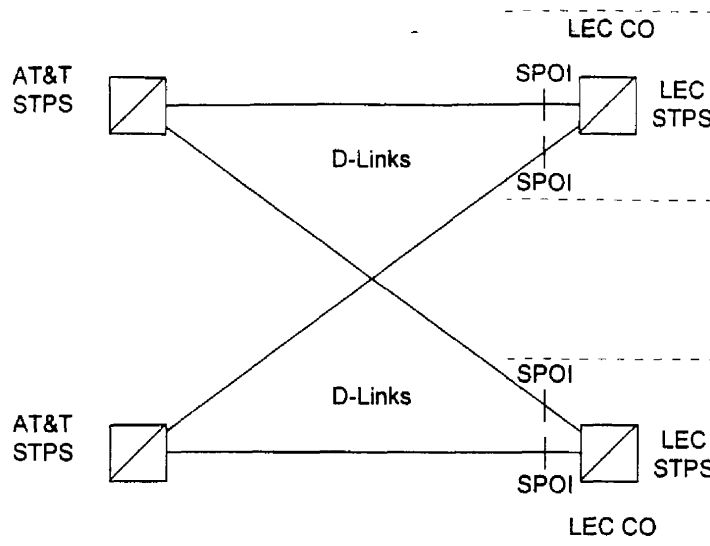 LEC CO
AT&T
STPS
SPOI
LEC
STPS
D-Links
SPOI
SPOI
D-Links
AT&T
STPS
LEC
STPS
SPOI
LEC CO